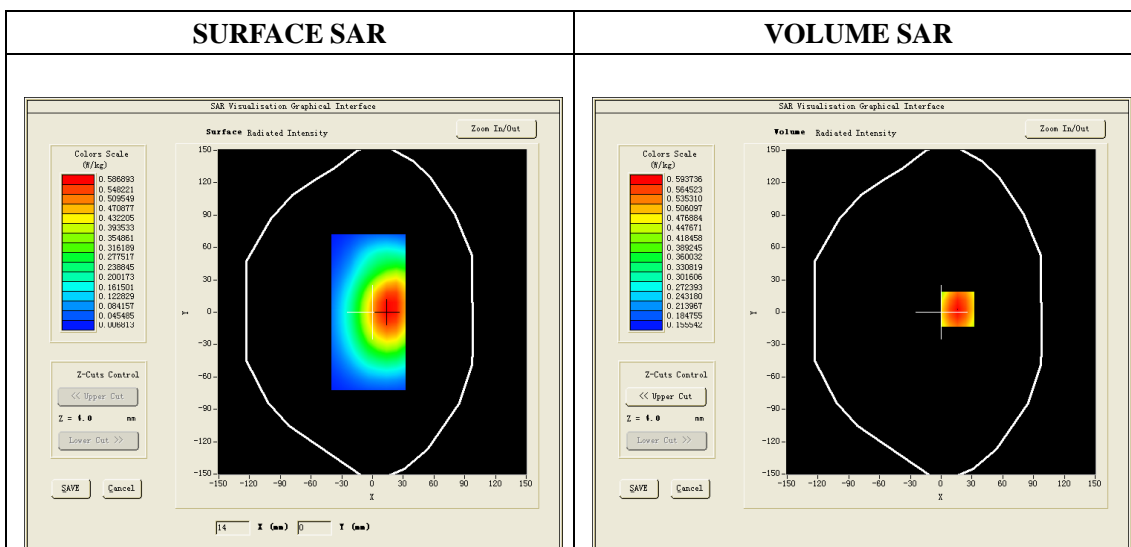 SURFACE SAR
VOLUME SAR
SAR Visualisation Graphical Interface
Surface Radiated Intensity
Zoom In/Out
Colors Scale
(W/kg)
0.586893
0.548221
0.509549
0.470877
0.432205
0.393533
0.354861
0.316189
0.277517
0.238845
0.200173
0.161501
0.122829
0.084157
0.045485
0.006813
150
120
90
60
30
0
-30
-60
-90
-120
-150
Y
-150 -120 -90 -60 -30 0 30 60 90 120 150
X
Z-Cuts Control
<< Upper Cut
Z = 4.0 mm
Lower Cut >>
SAVE Cancel
14 X (mm) 0 Y (mm)
SAR Visualisation Graphical Interface
Volume Radiated Intensity
Zoom In/Out
Colors Scale
(W/kg)
0.593736
0.564523
0.535310
0.506097
0.476884
0.447671
0.418458
0.389245
0.360032
0.330819
0.301606
0.272393
0.243180
0.213967
0.184755
0.155542
150
120
90
60
30
0
-30
-60
-90
-120
-150
Y
-150 -120 -90 -60 -30 0 30 60 90 120 150
X
Z-Cuts Control
<< Upper Cut
Z = 4.0 mm
Lower Cut >>
SAVE Cancel